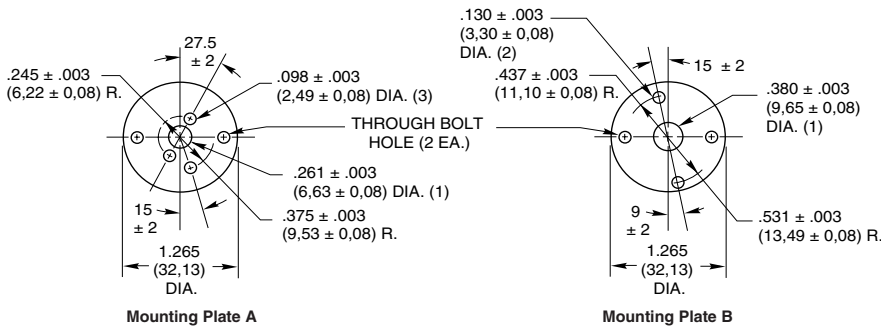 27.5
± 2
.245 ± .003
(6,22 ± 0,08) R.
.098 ± .003
(2,49 ± 0,08) DIA. (3)
THROUGH BOLT
HOLE (2 EA.)
.261 ± .003
(6,63 ± 0,08) DIA. (1)
15
± 2
.375 ± .003
(9,53 ± 0,08) R.
1.265
(32,13)
DIA.
Mounting Plate A
.130 ± .003
(3,30 ± 0,08)
DIA. (2)
15 ± 2
.437 ± .003
(11,10 ± 0,08) R.
.380 ± .003
(9,65 ± 0,08)
DIA. (1)
9
± 2
.531 ± .003
(13,49 ± 0,08) R.
1.265
(32,13)
DIA.
Mounting Plate B